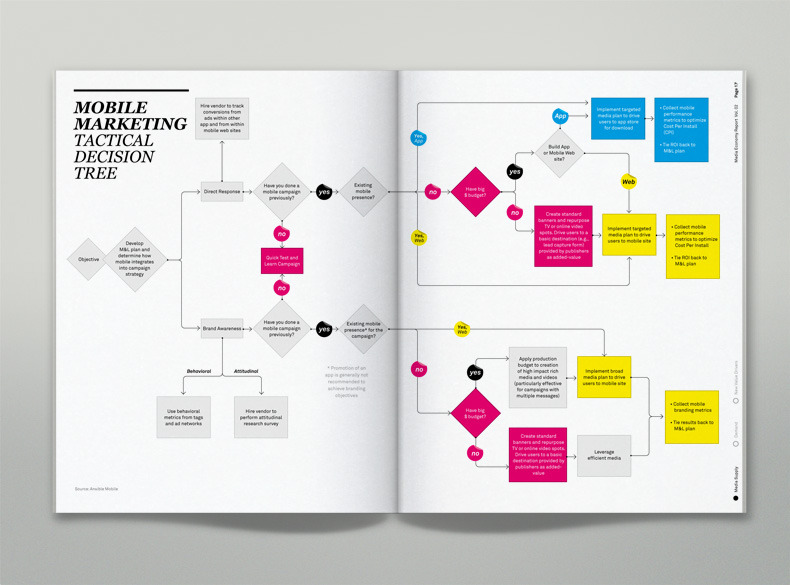 MOBILE
MARKETING
TACTICAL
DECISION
TREE
Hire vendor to track
conversions from
ads within other
app and from within
mobile web sites
Objective
Develop
M&L plan and
determine how
mobile integrates
into campaign
strategy
Direct Response
Have you done a
mobile campaign
previously?
yes
Existing
mobile
presence?
no
Quick Test and
Learn Campaign
no
Brand Awareness
Have you done a
mobile campaign
previously?
yes
Existing mobile
presence* for the
campaign?
Behavioral
Attitudinal
Use behavioral
metrics from tags
and ad networks
Hire vendor to
perform attitudinal
research survey
* Promotion of an
app is generally not
recommended to
achieve branding
objectives
Source: Ansible Mobile
Yes,
App
no
Yes,
Web
Have big
$ budget?
yes
no
App
Build App
or Mobile Web
site?
Web
Implement targeted
media plan to drive
users to app store
for download
• Collect mobile
performance
metrics to optimize
Cost Per Install
(CPI)
• Tie ROI back to
M&L plan
Create standard
banners and repurpose
TV or online video
spots. Drive users to a
basic destination (e.g.,
lead capture form)
provided by publishers
as added-value
Implement targeted
media plan to drive
users to mobile site
• Collect mobile
performance
metrics to optimize
Cost Per Install
• Tie ROI back to
M&L plan
Yes,
Web
no
yes
Have big
$ budget?
no
Apply production
budget to creation
of high impact rich
media and videos
(particularly effective
for campaigns with
multiple messages)
Implement broad
media plan to drive
users to mobile site
Create standard
banners and repurpose
TV or online video spots.
Drive users to a basic
destination provided by
publishers as added-
value
Leverage
efficient media
• Collect mobile
branding metrics
• Tie results back to
M&L plan
Page 17
Media Economy Report Vol. 02
New Value Drivers
Demand
Media Supply